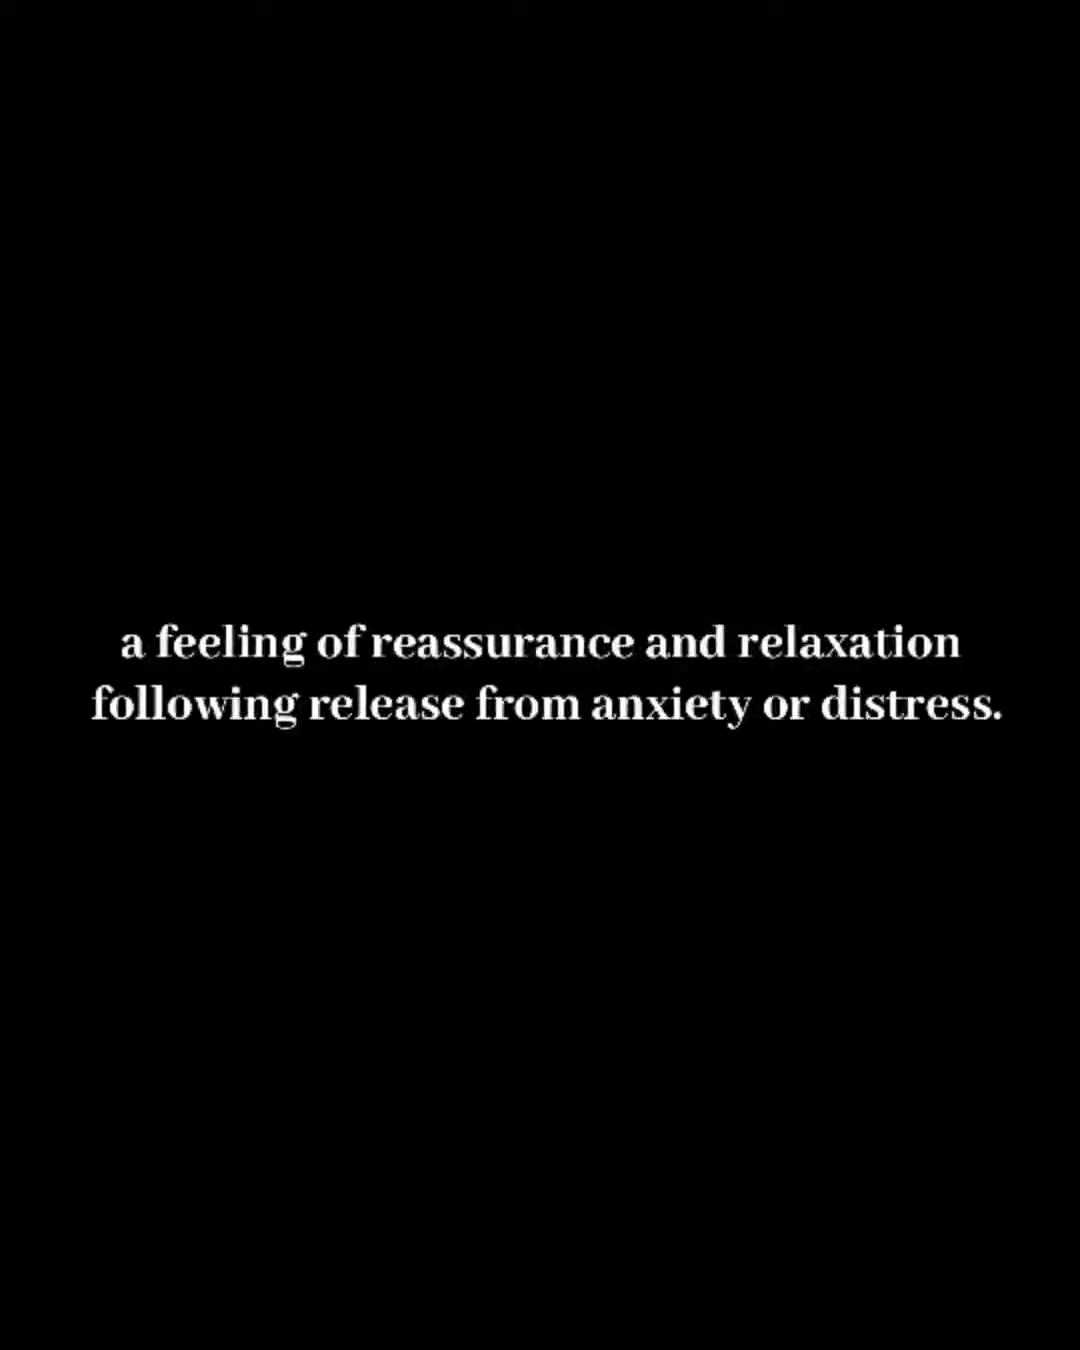 a feeling of reassurance and relaxation
following release from anxiety or distress.